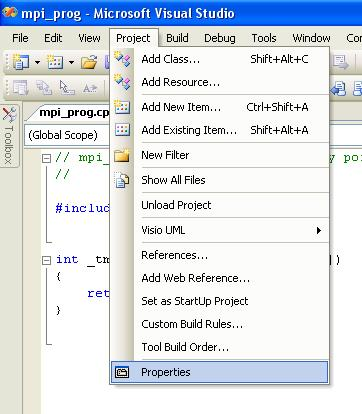 mpi_prog - Microsoft Visual Studio
File Edit View Project Build Debug Tools Window Com
Add Class... Shift+Alt+C
Add Resource...
Add New Item... Ctrl+Shift+A
Add Existing Item... Shift+Alt+A
New Filter
Show All Files
Unload Project
Visio UML
References...
Add Web Reference...
Set as StartUp Project
Custom Build Rules...
Tool Build Order...
Properties
Toolbox
mpi_prog.cp
(Global Scope)
// mpi_ y poi
//
#includ
int _tm ])
{
ret
}